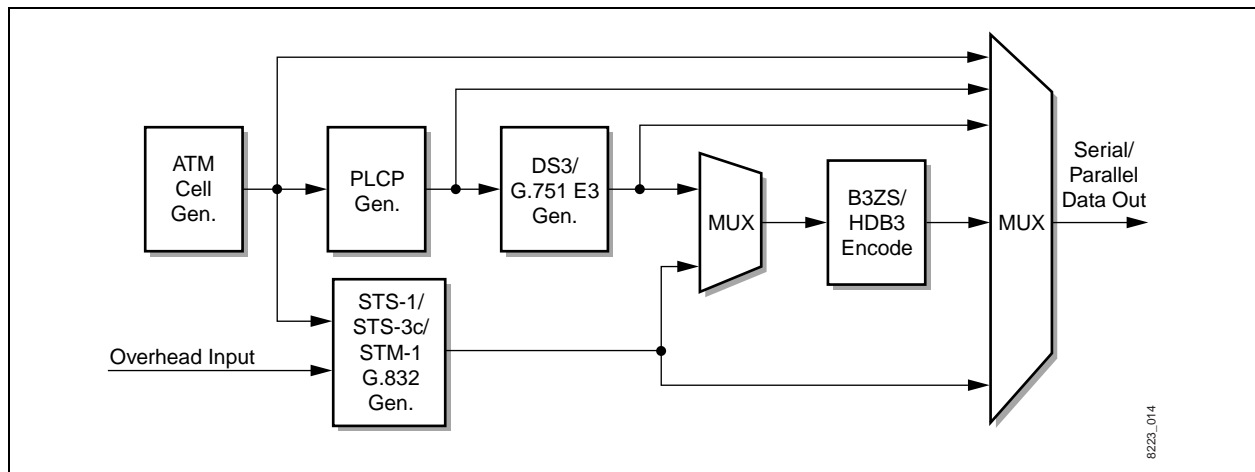 ATM
Cell
Gen.
PLCP
Gen.
DS3/
G.751 E3
Gen.
MUX
B3ZS/
HDB3
Encode
MUX
Serial/
Parallel
Data Out
Overhead Input
STS-1/
STS-3c/
STM-1
G.832
Gen.
8223_014